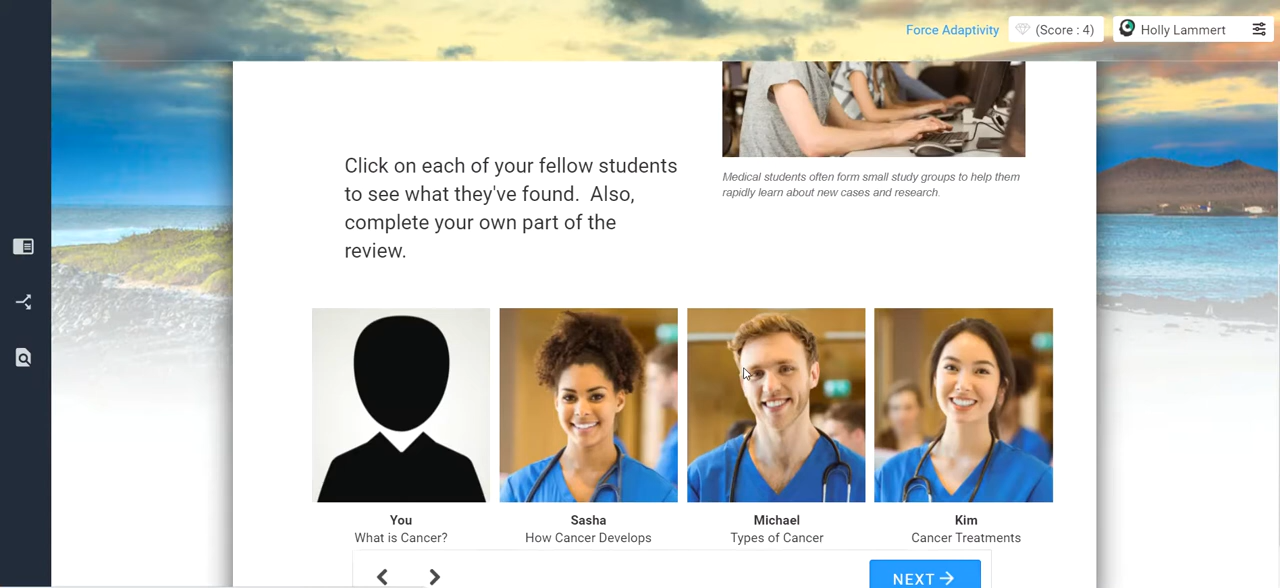 Force Adaptivity (Score : 4) Holly Lammert
Click on each of your fellow students
to see what they've found. Also,
complete your own part of the
review.
Medical students often form small study groups to help them
rapidly learn about new cases and research.
You Sasha Michael Kim
What is Cancer? How Cancer Develops Types of Cancer Cancer Treatments
NEXT